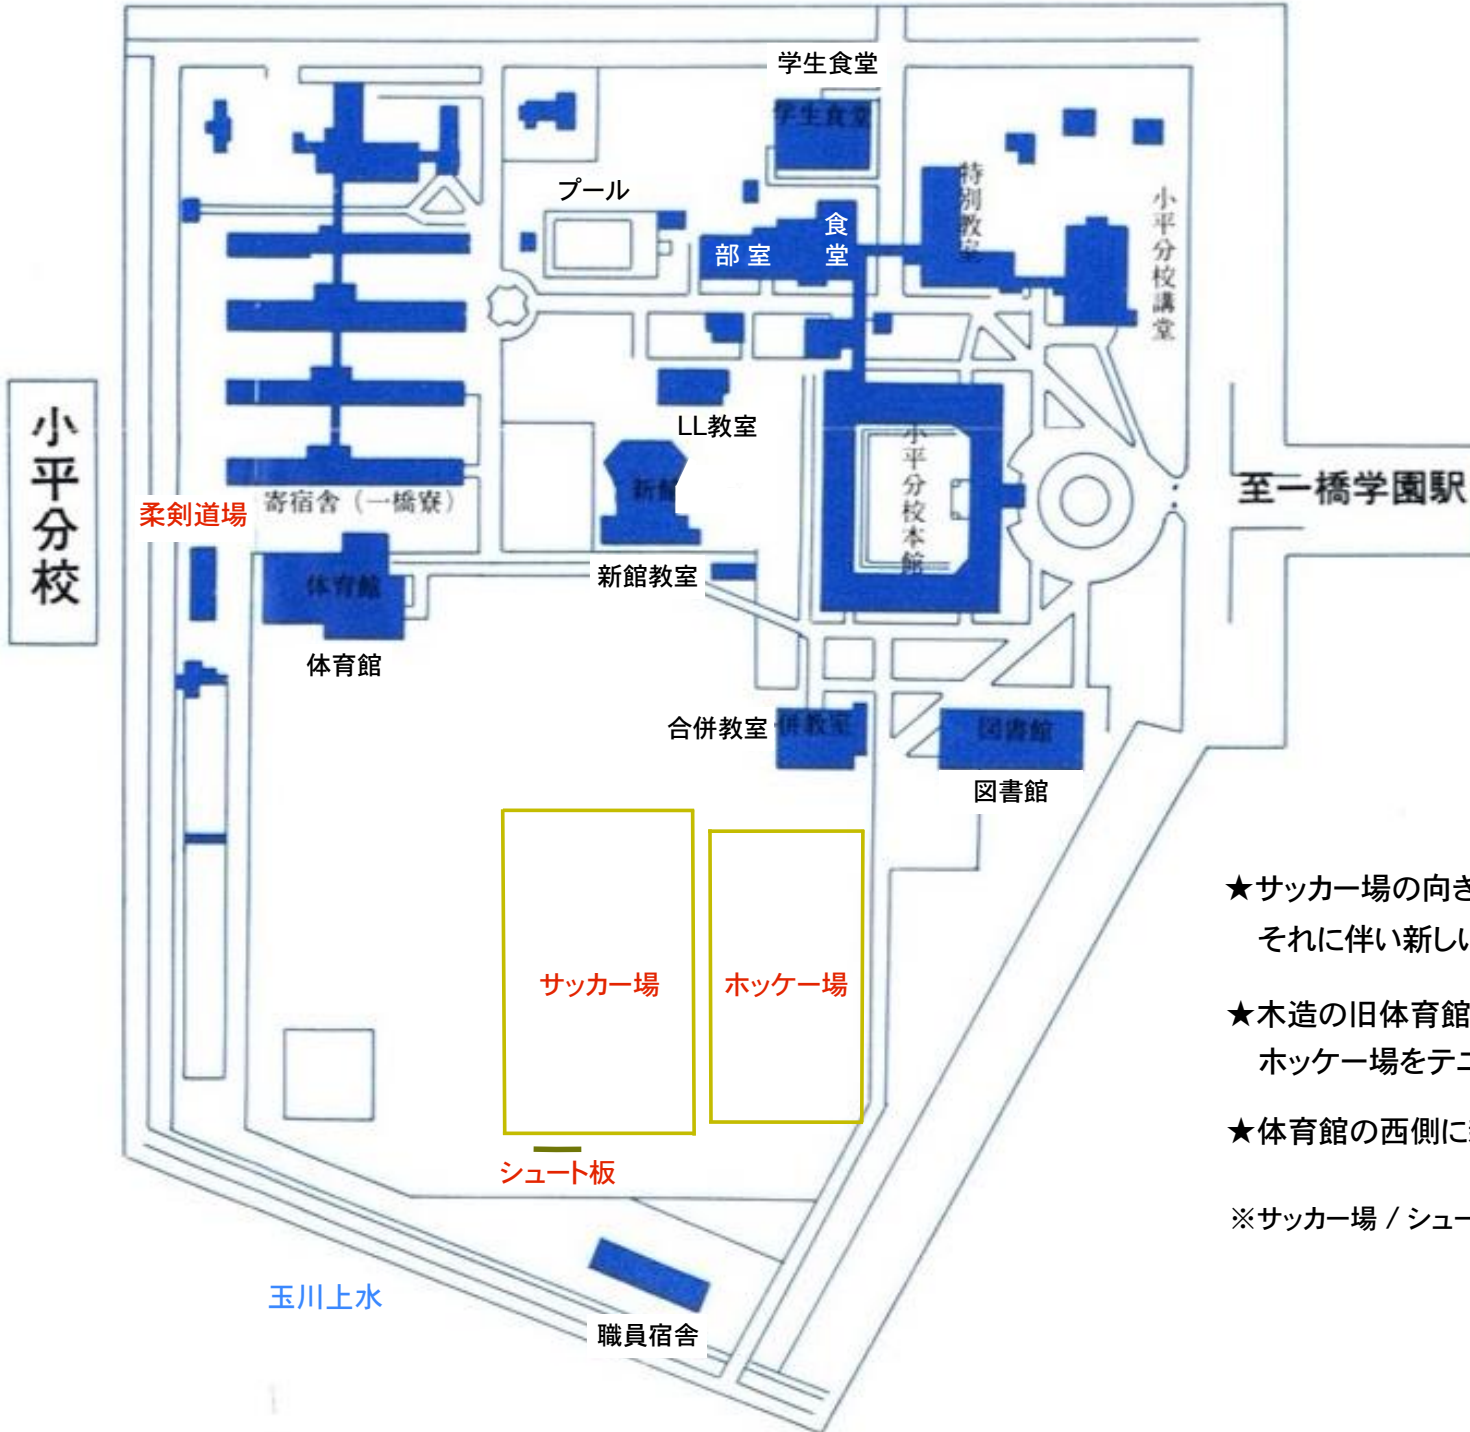 学生食堂
学生食堂
プール
特別教室
小平分校講堂
食堂
部室
LL教室
小平分校
小平分校本館
至一橋学園駅
寄宿舎（一橋寮）
柔剣道場
新館
新館教室
体育館
体育館
合併教室
併教室
図書館
図書館
★サッカー場の向き
それに伴い新しい
サッカー場
ホッケー場
★木造の旧体育館
ホッケー場をテニ
★体育館の西側に
シュート板
※サッカー場 / シュー
玉川上水
職員宿舎